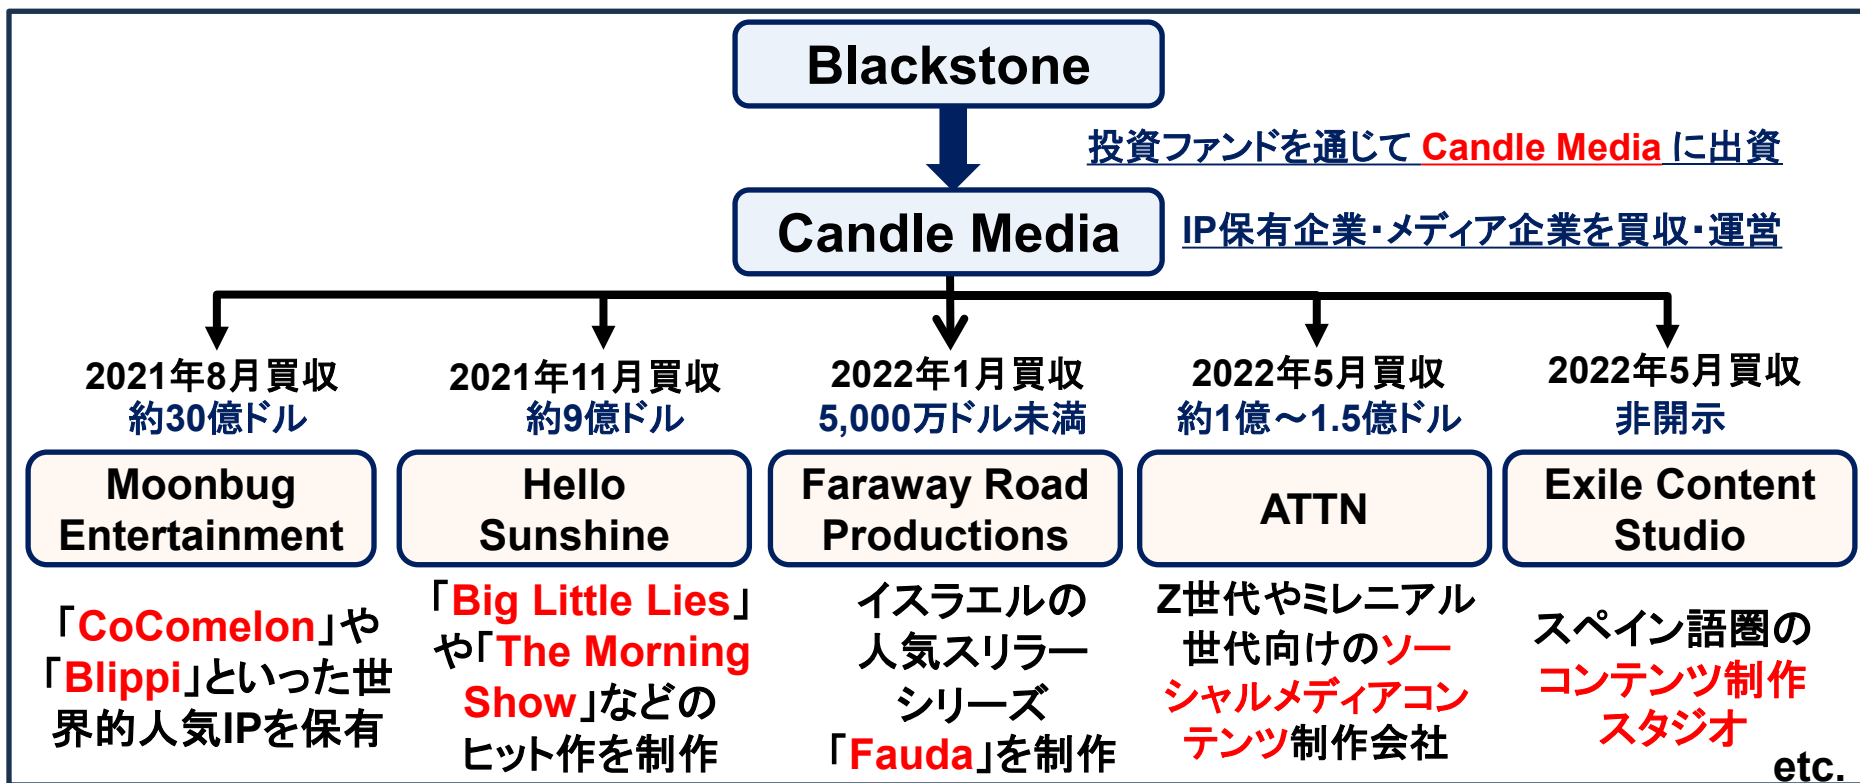 Blackstone
投資ファンドを通じて Candle Media に出資
Candle Media
IP保有企業・メディア企業を買収・運営
2021年8月買収
約30億ドル
Moonbug
Entertainment
「CoComelon」や
「Blippi」といった世
界的人気IPを保有
2021年11月買収
約9億ドル
Hello
Sunshine
「Big Little Lies」
や「The Morning
Show」などの
ヒット作を制作
2022年1月買収
5,000万ドル未満
Faraway Road
Productions
イスラエルの
人気スリラー
シリーズ
「Fauda」を制作
2022年5月買収
約1億～1.5億ドル
ATTN
Z世代やミレニアル
世代向けのソー
シャルメディアコン
テンツ制作会社
2022年5月買収
非開示
Exile Content
Studio
スペイン語圏の
コンテンツ制作
スタジオ
etc.